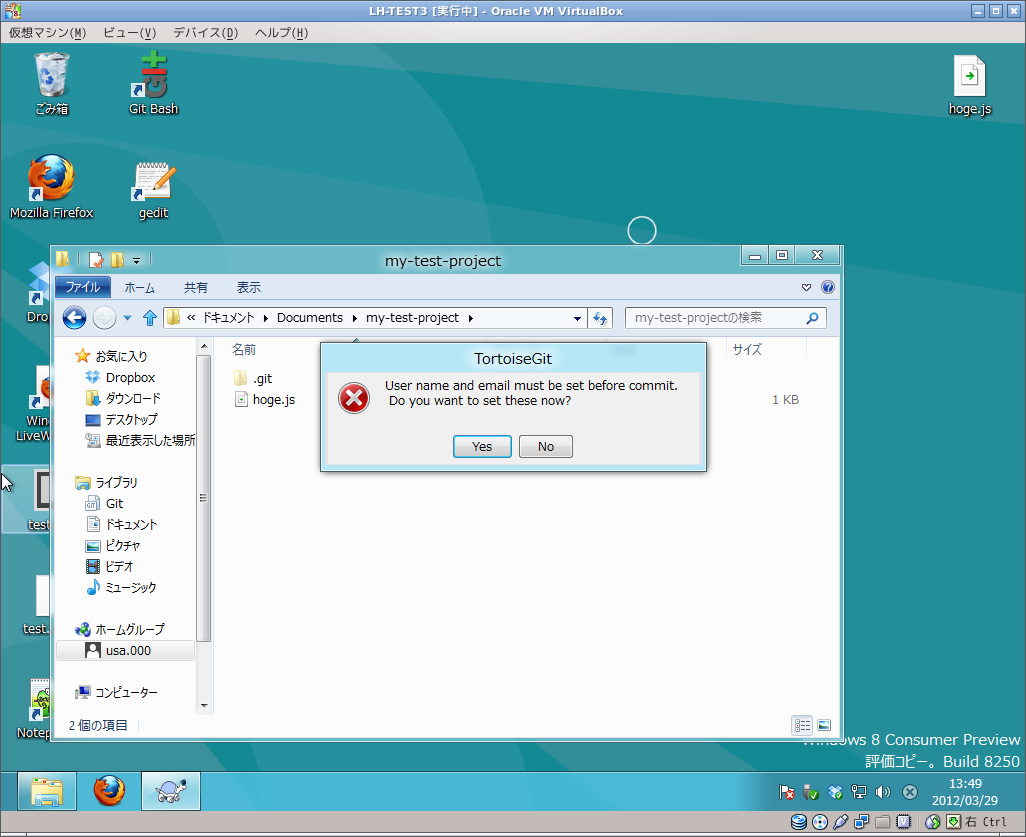 LH-TEST3 [実行中] - Oracle VM VirtualBox
仮想マシン(M) ビュー(V) デバイス(D) ヘルプ(H)
ごみ箱
Git Bash
hoge.js
Mozilla Firefox
gedit
my-test-project
ファイル ホーム 共有 表示
« ドキュメント Documents my-test-project
my-test-projectの検索
お気に入り
Dropbox
ダウンロード
デスクトップ
最近表示した場所
ライブラリ
Git
ドキュメント
ピクチャ
ビデオ
ミュージック
ホームグループ
usa.000
コンピューター
名前 サイズ
.git
hoge.js 1 KB
TortoiseGit
User name and email must be set before commit.
Do you want to set these now?
Yes No
2 個の項目
Dro
Win
LiveW
test
test.
Notep
Windows 8 Consumer Preview
評価コピー。 Build 8250
13:49
2012/03/29
右 Ctrl